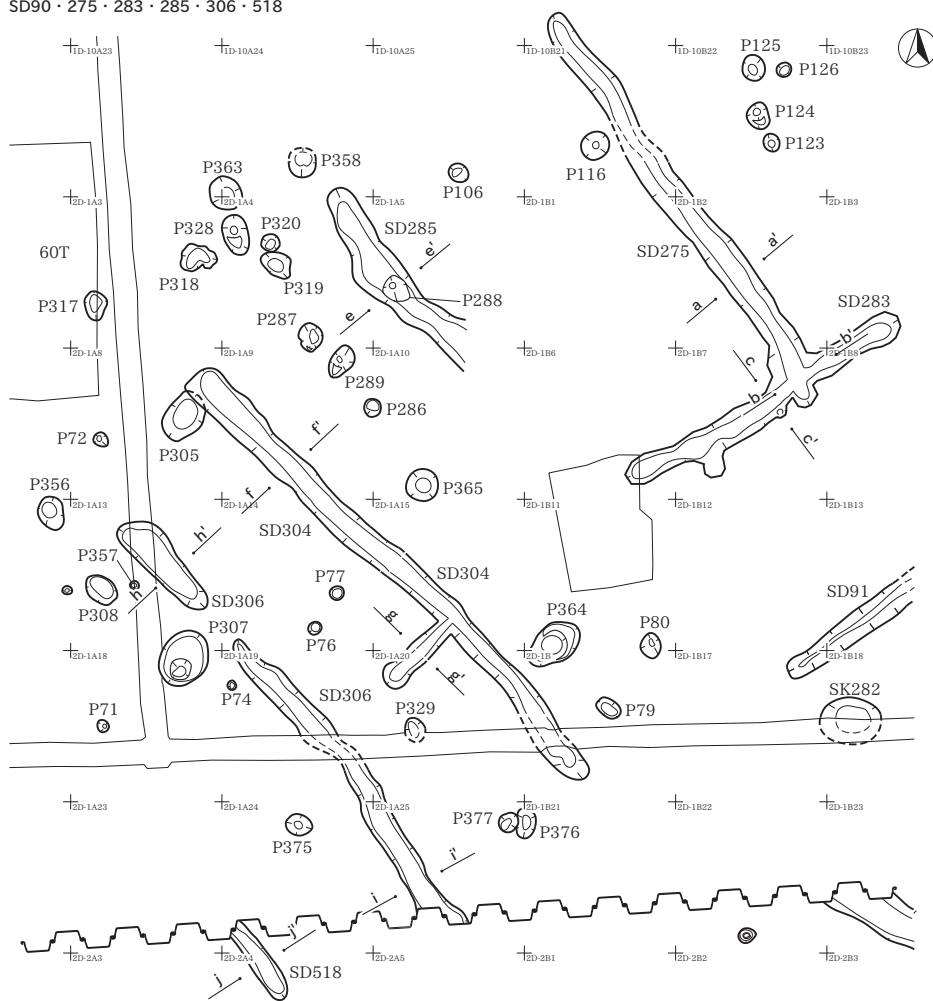 SD90・275・283・285・306・518
1D-10A23
1D-10A24
1D-10A25
1D-10B21
1D-10B22
1D-10B23
P125
P126
P124
P123
P116
P358
P363
P106
2D-1A3
2D-1A4
2D-1A5
2D-1B1
2D-1B2
2D-1B3
P328
P320
SD285
e'
SD275
a'
60T
P318
P319
P288
SD283
P317
P287
e
a
b'
2D-1A8
2D-1A9
2D-1A10
2D-1B6
2D-1B7
2D-1B8
c
P289
P286
b
P72
P305
f'
c'
P356
P365
2D-1A13
2D-1A14
2D-1A15
2D-1B11
2D-1B12
2D-1B13
f
SD304
h'
P357
P77
SD304
h
P308
SD306
SD91
P307
g
P364
P80
P76
2D-1A18
2D-1A19
2D-1A20
2D-1B
2D-1B17
2D-1B18
P74
SD306
g'
SK282
P71
P329
P79
2D-1A23
2D-1A24
2D-1A25
2D-1B21
2D-1B22
2D-1B23
P377
P376
P375
i'
i
j'
2D-2A3
2D-2A4
2D-2A5
2D-2B1
2D-2B2
2D-2B3
SD518
j